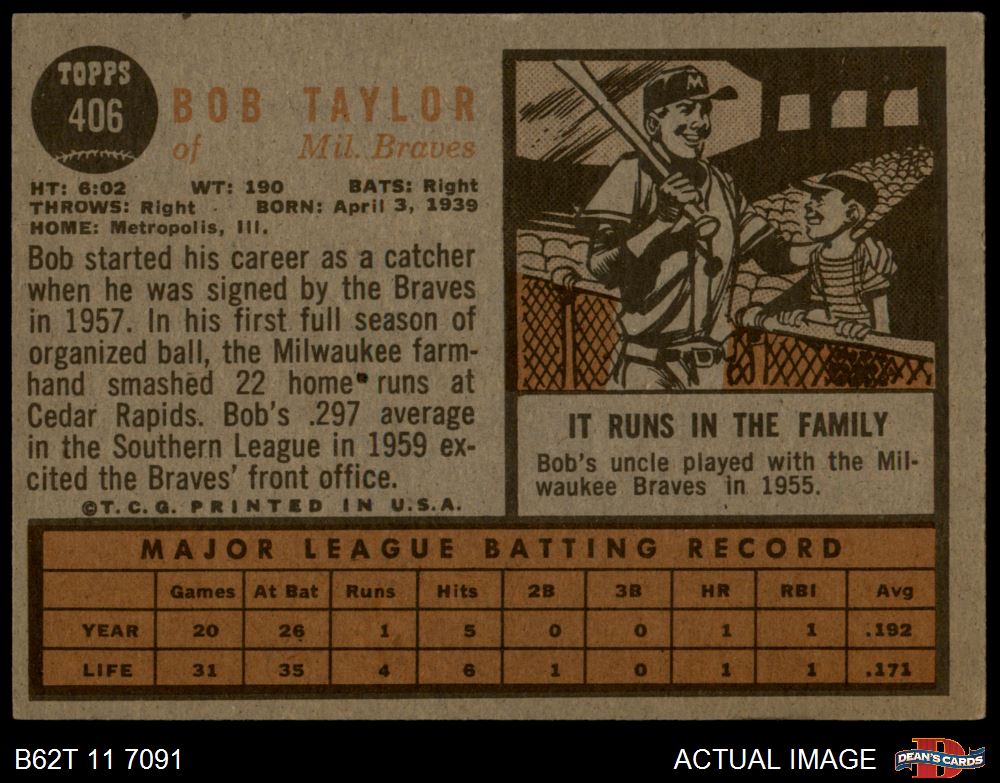 TOPPS
406
BOB TAYLOR
of Mil. Braves
HT: 6:02 WT: 190 BATS: Right
THROWS: Right BORN: April 3, 1939
HOME: Metropolis, Ill.
Bob started his career as a catcher
when he was signed by the Braves
in 1957. In his first full season of
organized ball, the Milwaukee farm-
hand smashed 22 home runs at
Cedar Rapids. Bob's .297 average
in the Southern League in 1959 ex-
cited the Braves' front office.
©T.C.G. PRINTED IN U.S.A.
M
IT RUNS IN THE FAMILY
Bob's uncle played with the Mil-
waukee Braves in 1955.
MAJOR LEAGUE BATTING RECORD
Games At Bat Runs Hits 2B 3B HR RBI Avg
YEAR 20 26 1 5 0 0 1 1 .192
LIFE 31 35 4 6 1 0 1 1 .171
B62T 11 7091
ACTUAL IMAGE
D
DEAN'S CARDS